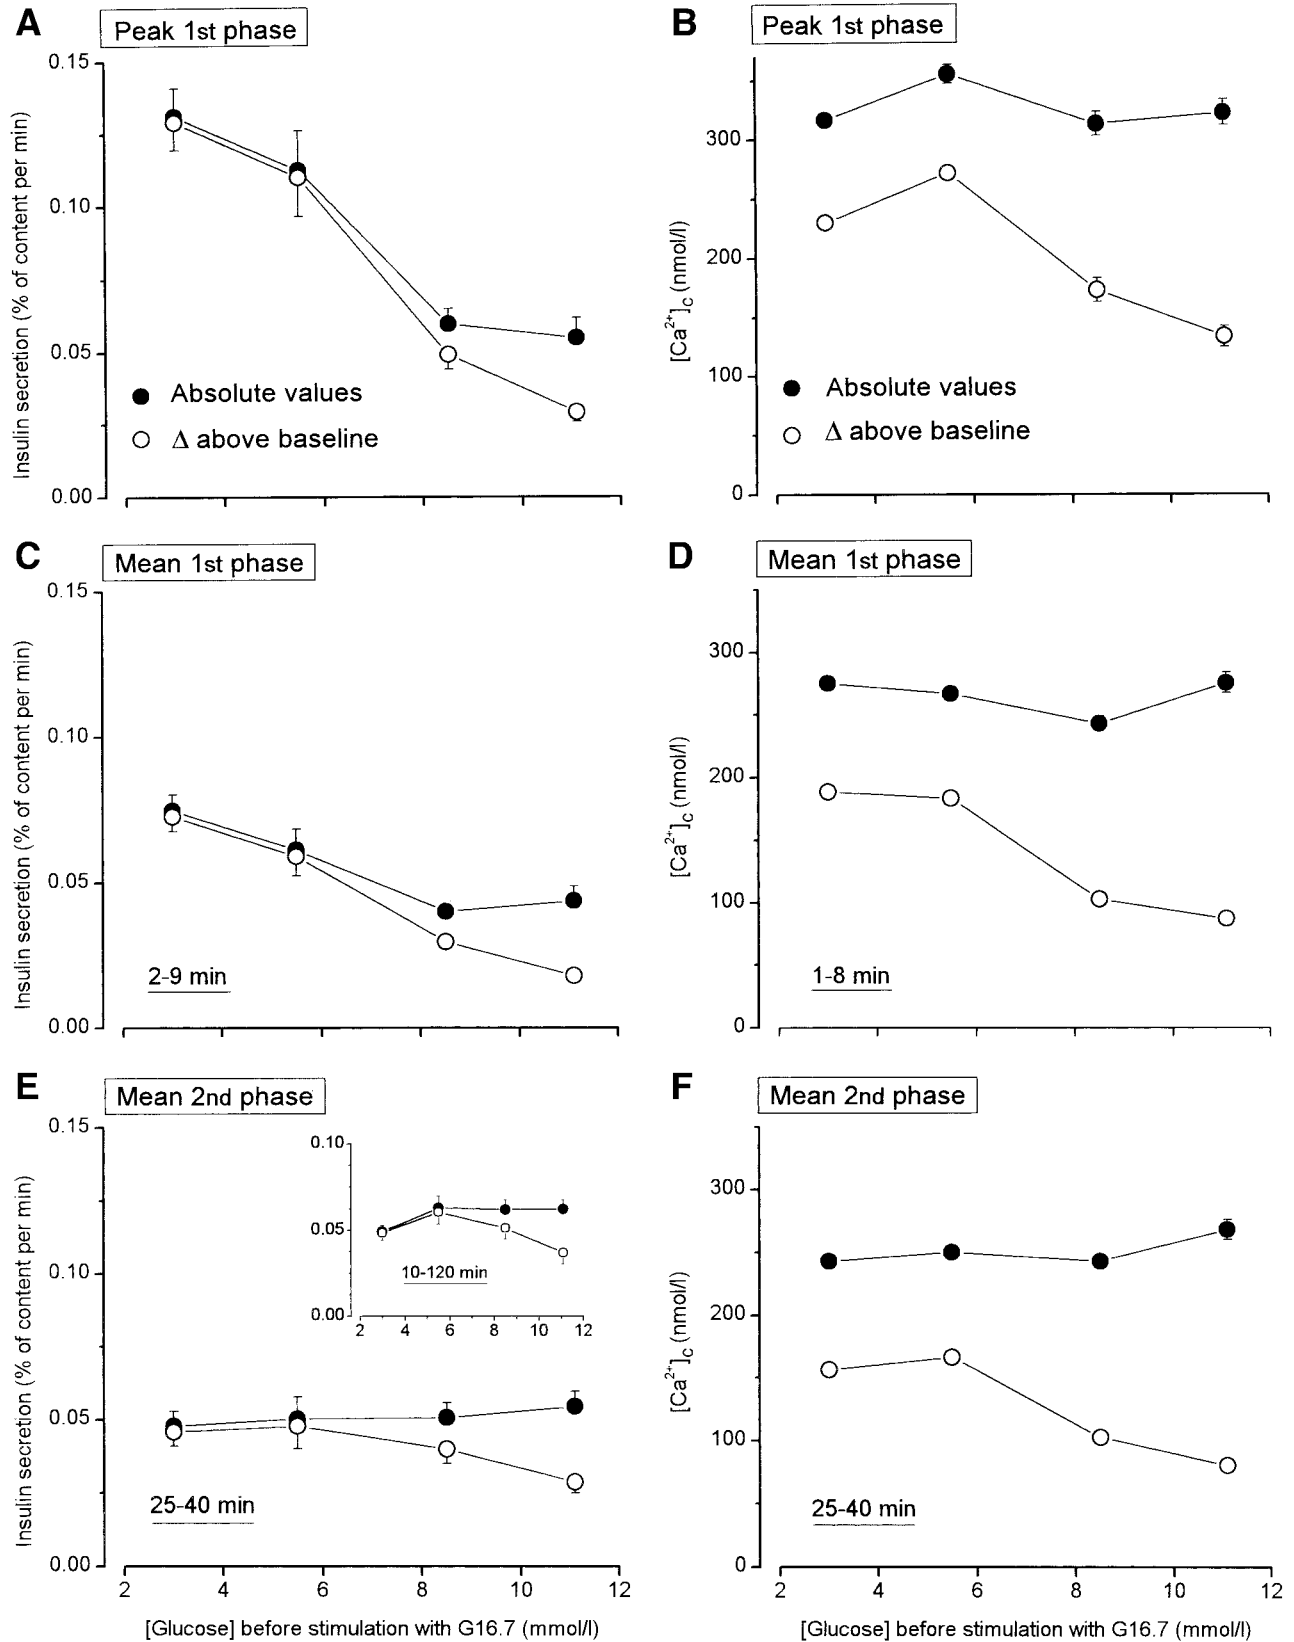 A
Peak 1st phase
0.15
0.10
0.05
0.00
Insulin secretion (% of content per min)
Absolute values
Δ above baseline
B
Peak 1st phase
300
200
100
0
[Ca²⁺]c (nmol/l)
Absolute values
Δ above baseline
C
Mean 1st phase
0.15
0.10
0.05
0.00
Insulin secretion (% of content per min)
2-9 min
D
Mean 1st phase
300
200
100
0
[Ca²⁺]c (nmol/l)
1-8 min
E
Mean 2nd phase
0.15
0.10
0.05
0.00
Insulin secretion (% of content per min)
0.10
0.05
0.00
10-120 min
2 4 6 8 10 12
25-40 min
2 4 6 8 10 12
[Glucose] before stimulation with G16.7 (mmol/l)
F
Mean 2nd phase
300
200
100
0
[Ca²⁺]c (nmol/l)
25-40 min
2 4 6 8 10 12
[Glucose] before stimulation with G16.7 (mmol/l)